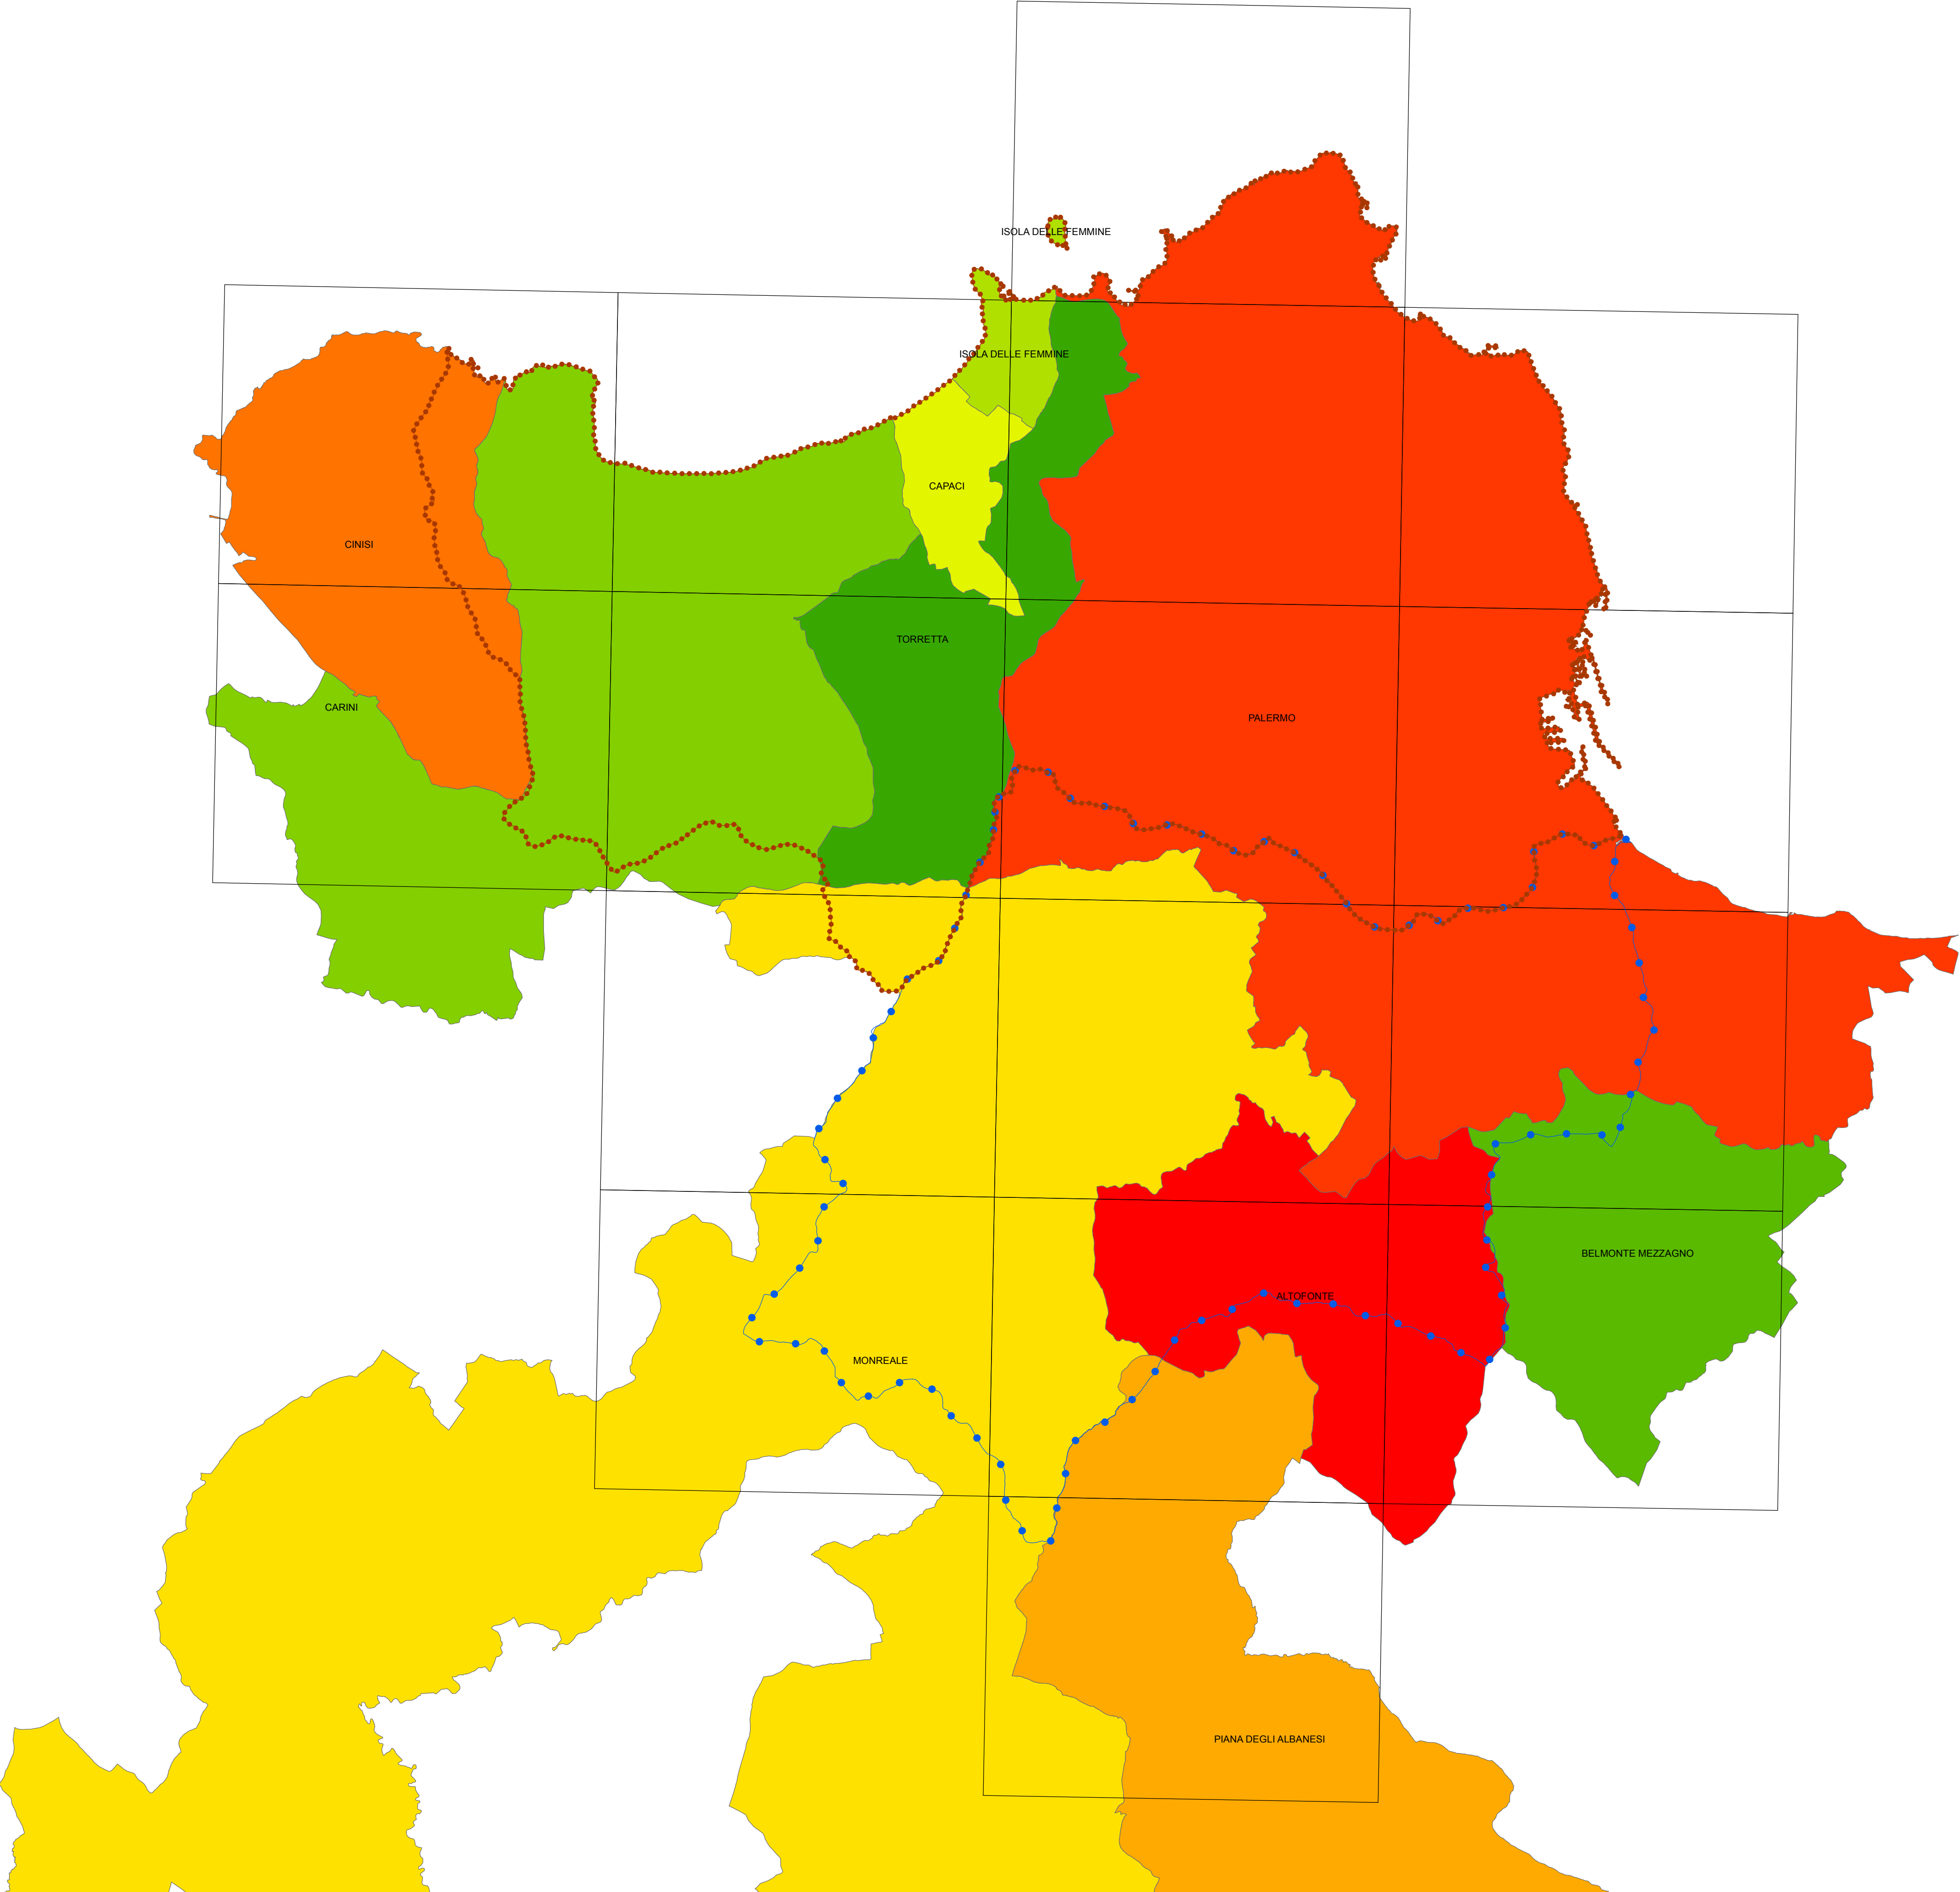 ISOLA DELLE FEMMINE
ISOLA DELLE FEMMINE
CAPACI
CINISI
TORRETTA
CARINI
PALERMO
BELMONTE MEZZAGNO
ALTOFONTE
MONREALE
PIANA DEGLI ALBANESI